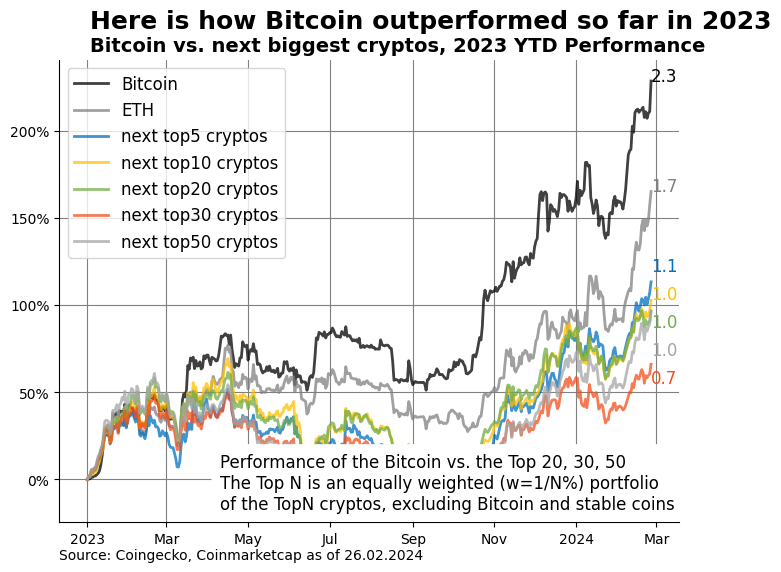 Here is how Bitcoin outperformed so far in 2023
Bitcoin vs. next biggest cryptos, 2023 YTD Performance
Bitcoin
ETH
next top5 cryptos
next top10 cryptos
next top20 cryptos
next top30 cryptos
next top50 cryptos
200%
150%
100%
50%
0%
2.3
1.7
1.1
1.0
1.0
1.0
0.7
Performance of the Bitcoin vs. the Top 20, 30, 50
The Top N is an equally weighted (w=1/N%) portfolio
of the TopN cryptos, excluding Bitcoin and stable coins
2023 Mar May Jul Sep Nov 2024 Mar
Source: Coingecko, Coinmarketcap as of 26.02.2024